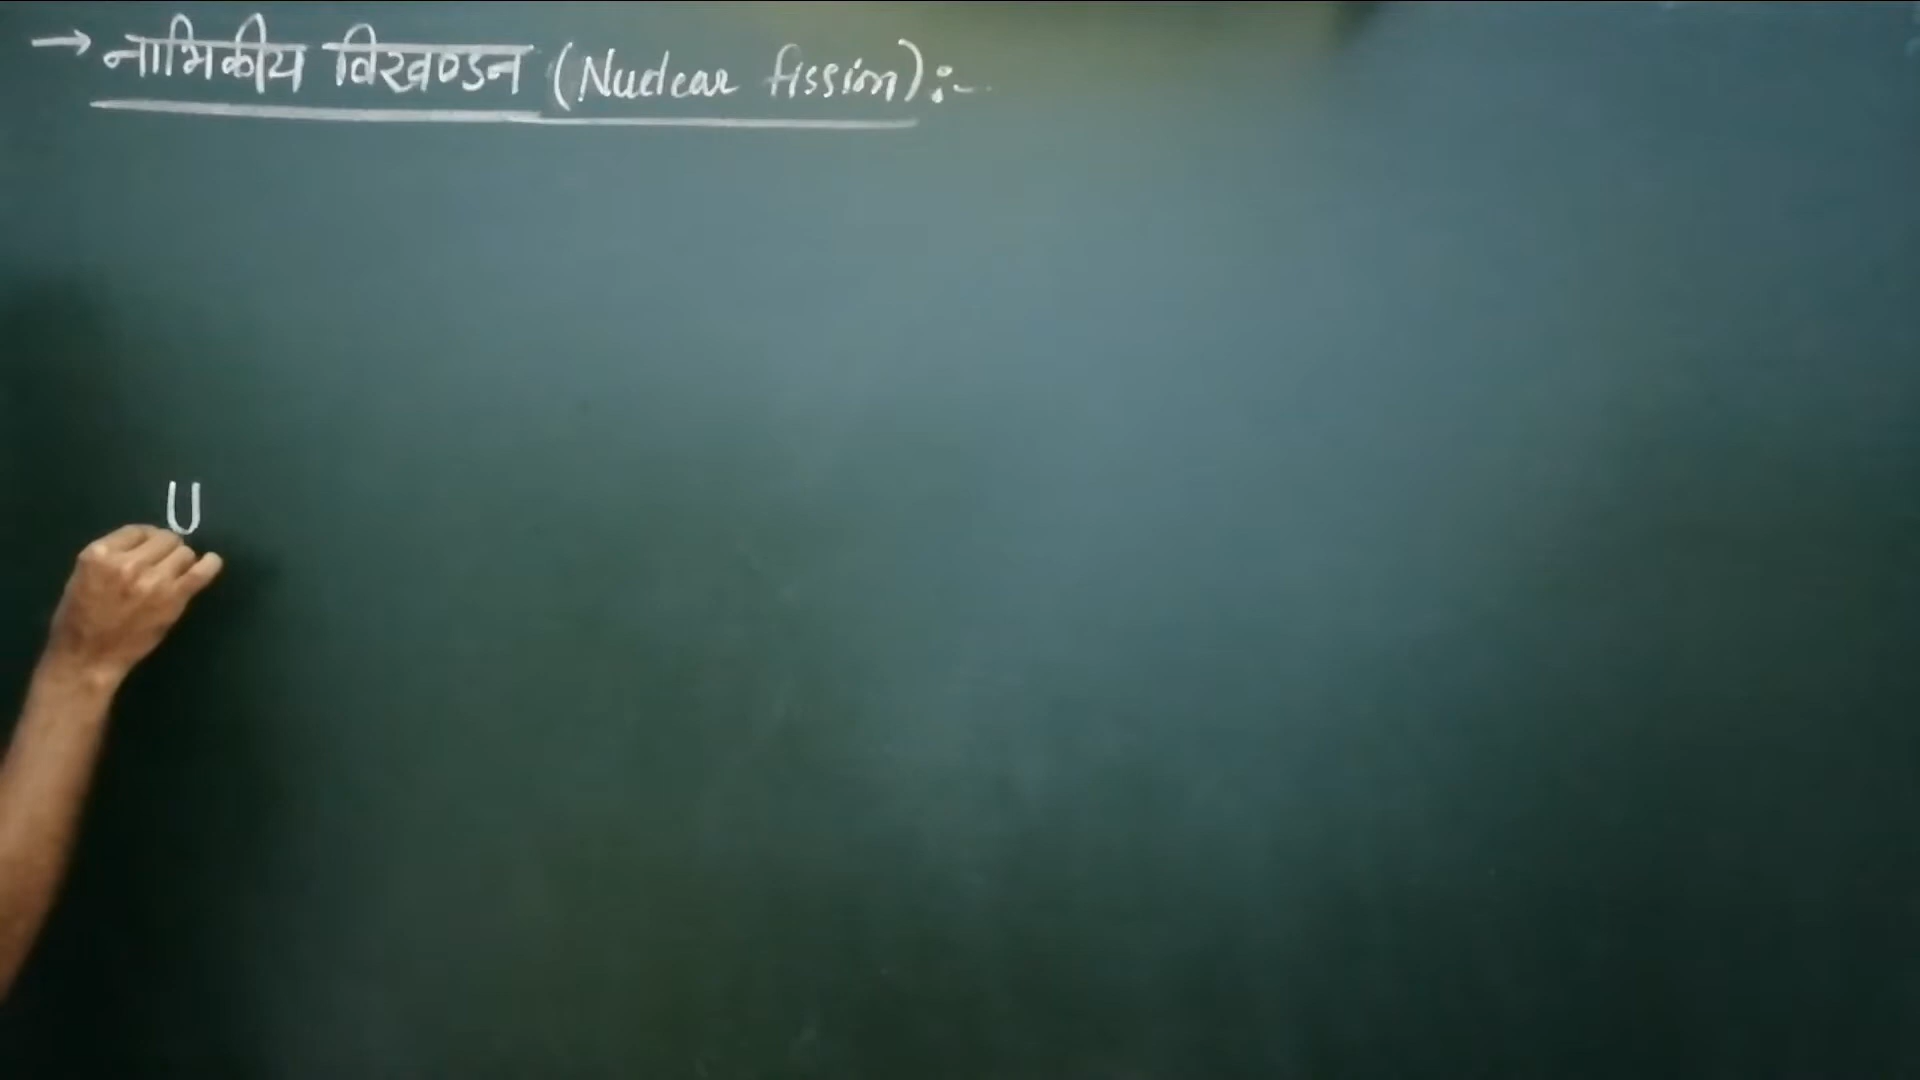 → नाभिकीय विखण्डन (Nuclear fission):-
U